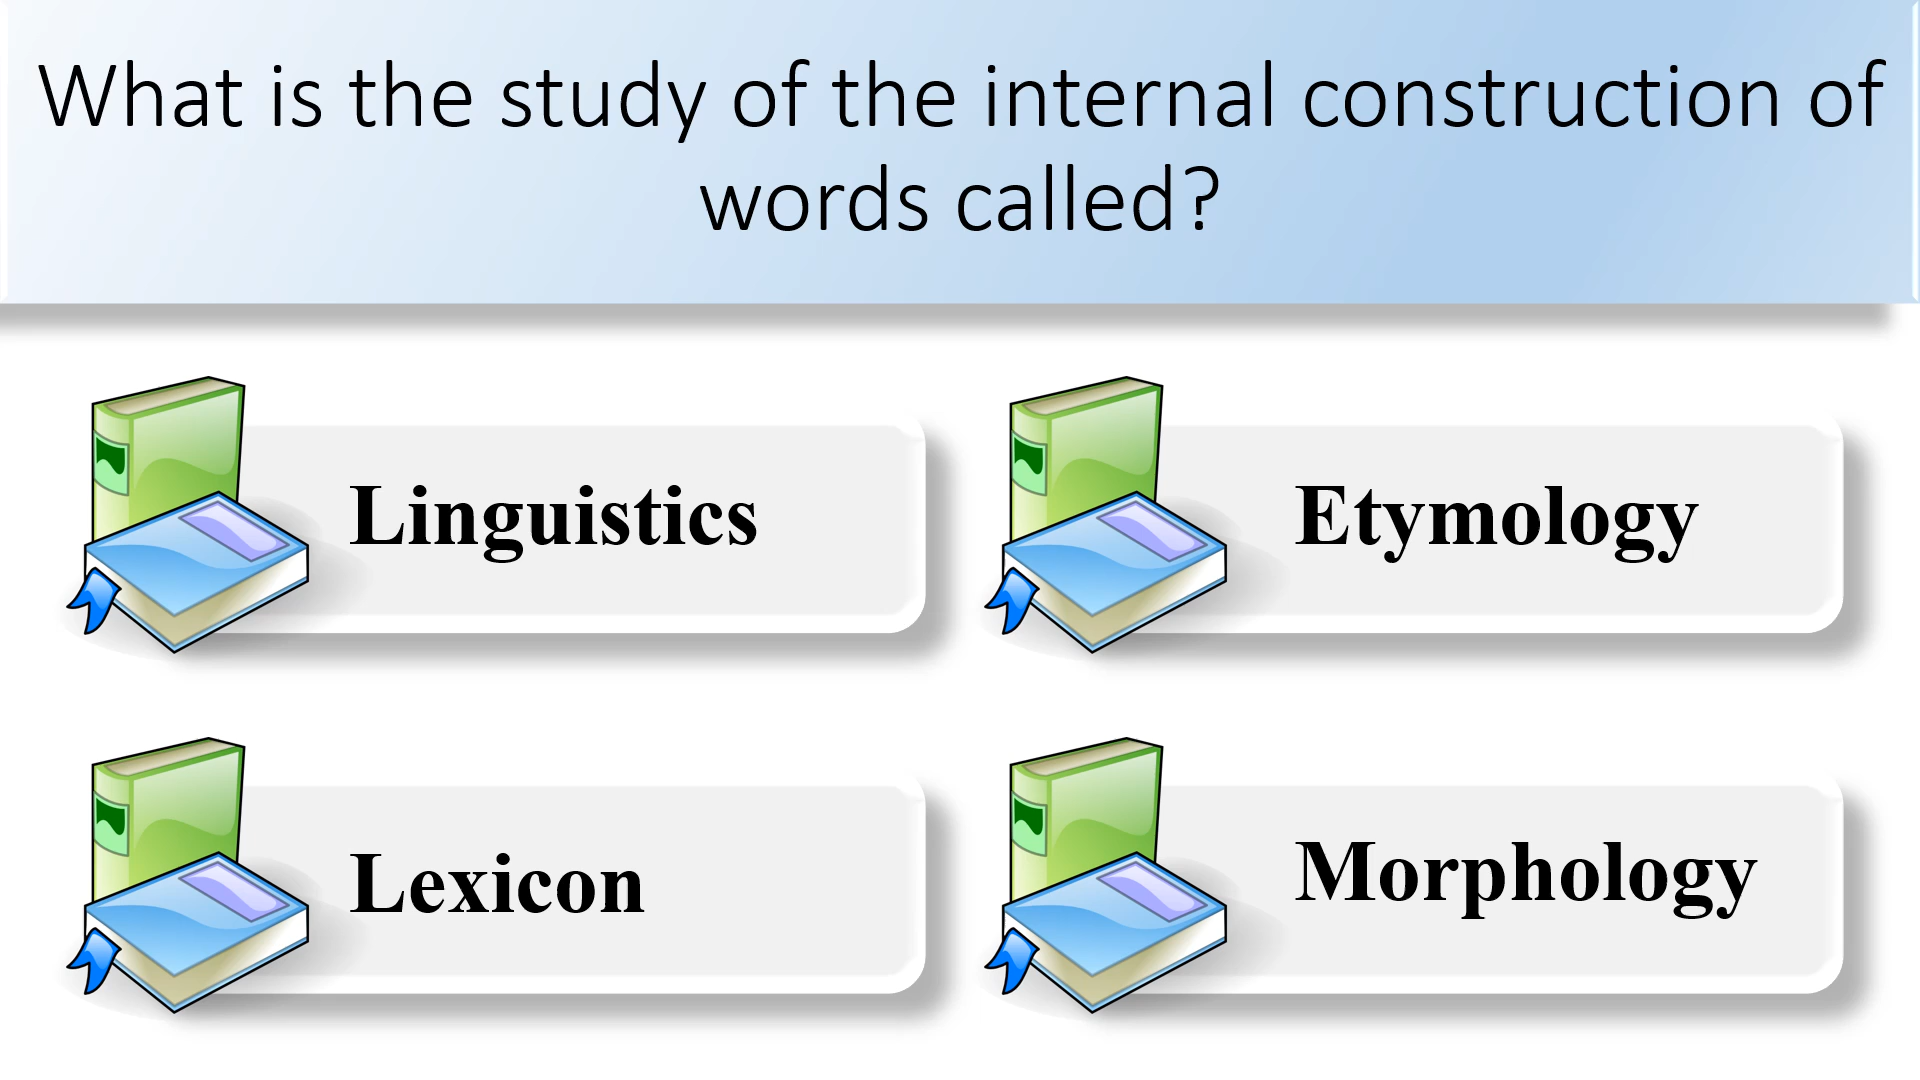 What is the study of the internal construction of
words called?
Linguistics
Etymology
Lexicon
Morphology